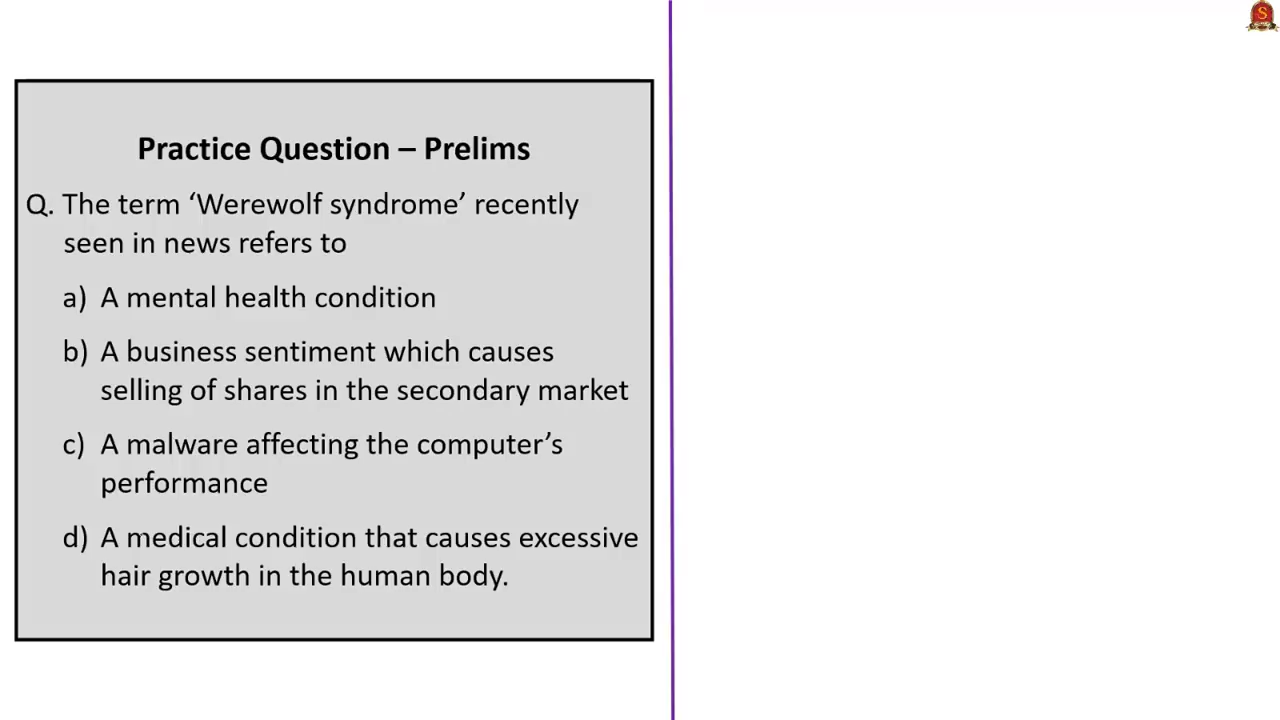 S
Practice Question – Prelims
Q. The term ‘Werewolf syndrome’ recently
seen in news refers to
a) A mental health condition
b) A business sentiment which causes
selling of shares in the secondary market
c) A malware affecting the computer’s
performance
d) A medical condition that causes excessive
hair growth in the human body.